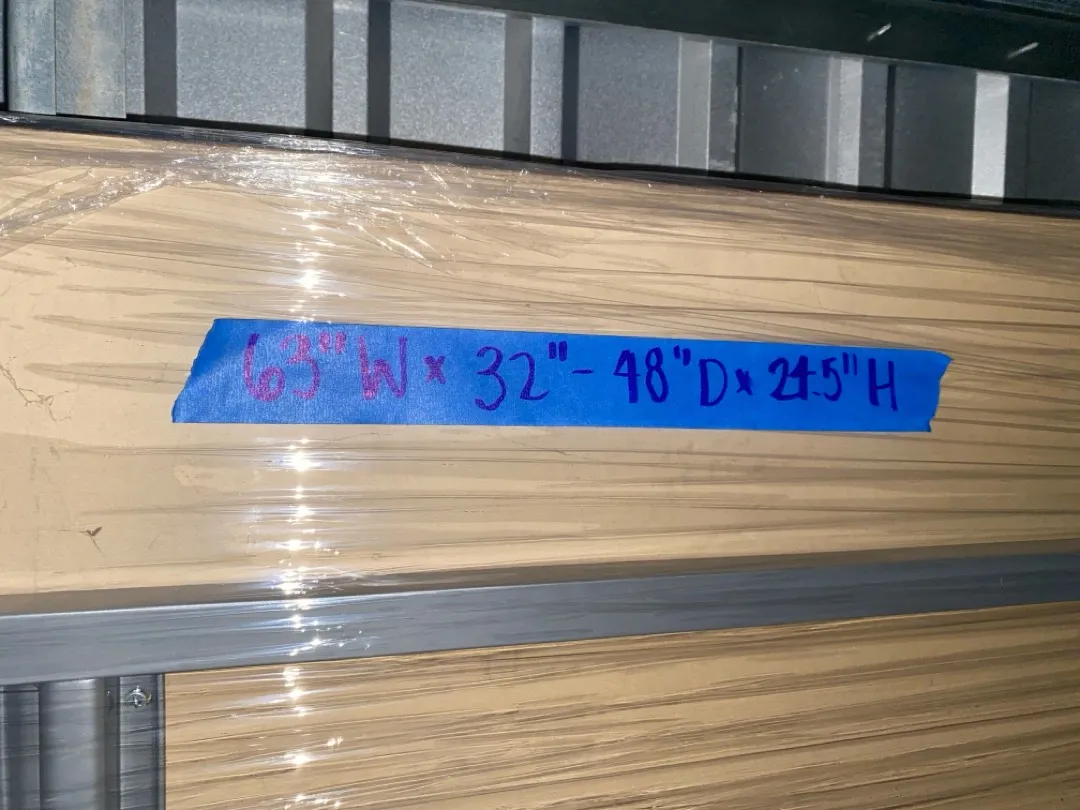 63" W x 32" - 48" D x 24.5" H